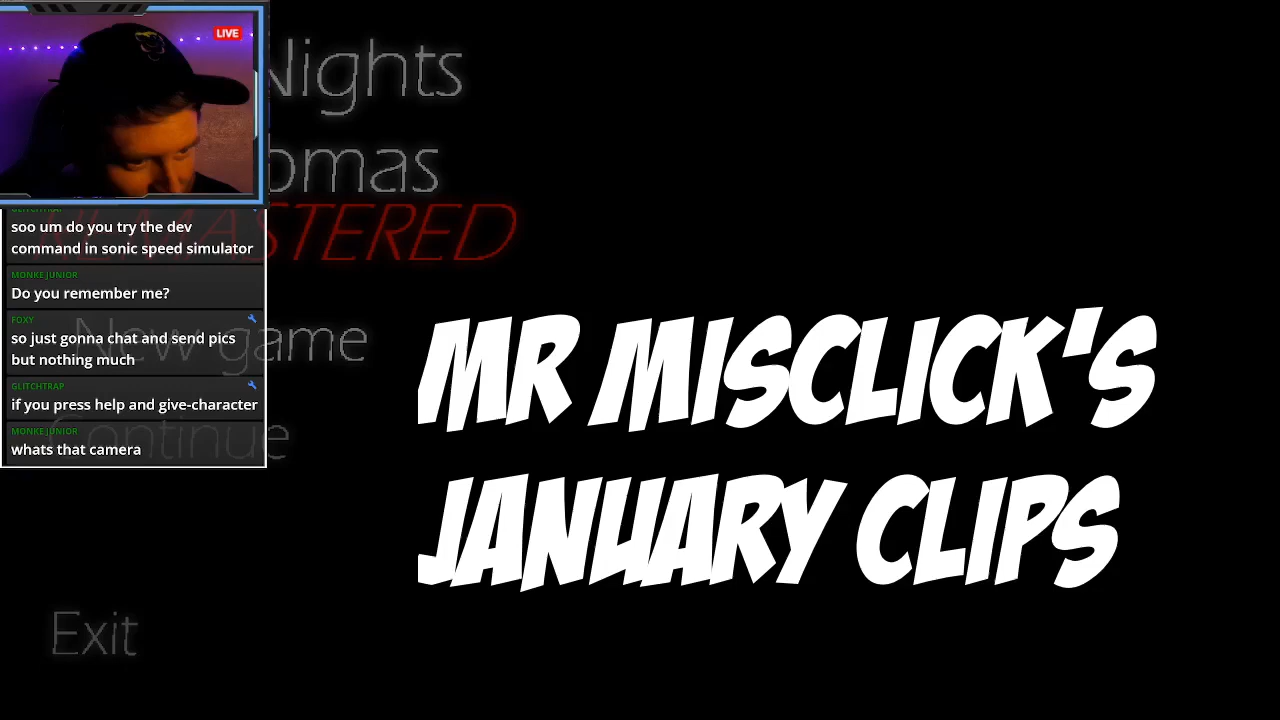 LIVE
Nights
omas
STERED
soo um do you try the dev
command in sonic speed simulator
MONKE JUNIOR
Do you remember me?
FOXY
so just gonna chat and send pics
but nothing much
New game
GLITCHTRAP
if you press help and give-character
MONKE JUNIOR
whats that camera
Continue
MR MISCLICK'S
JANUARY CLIPS
Exit